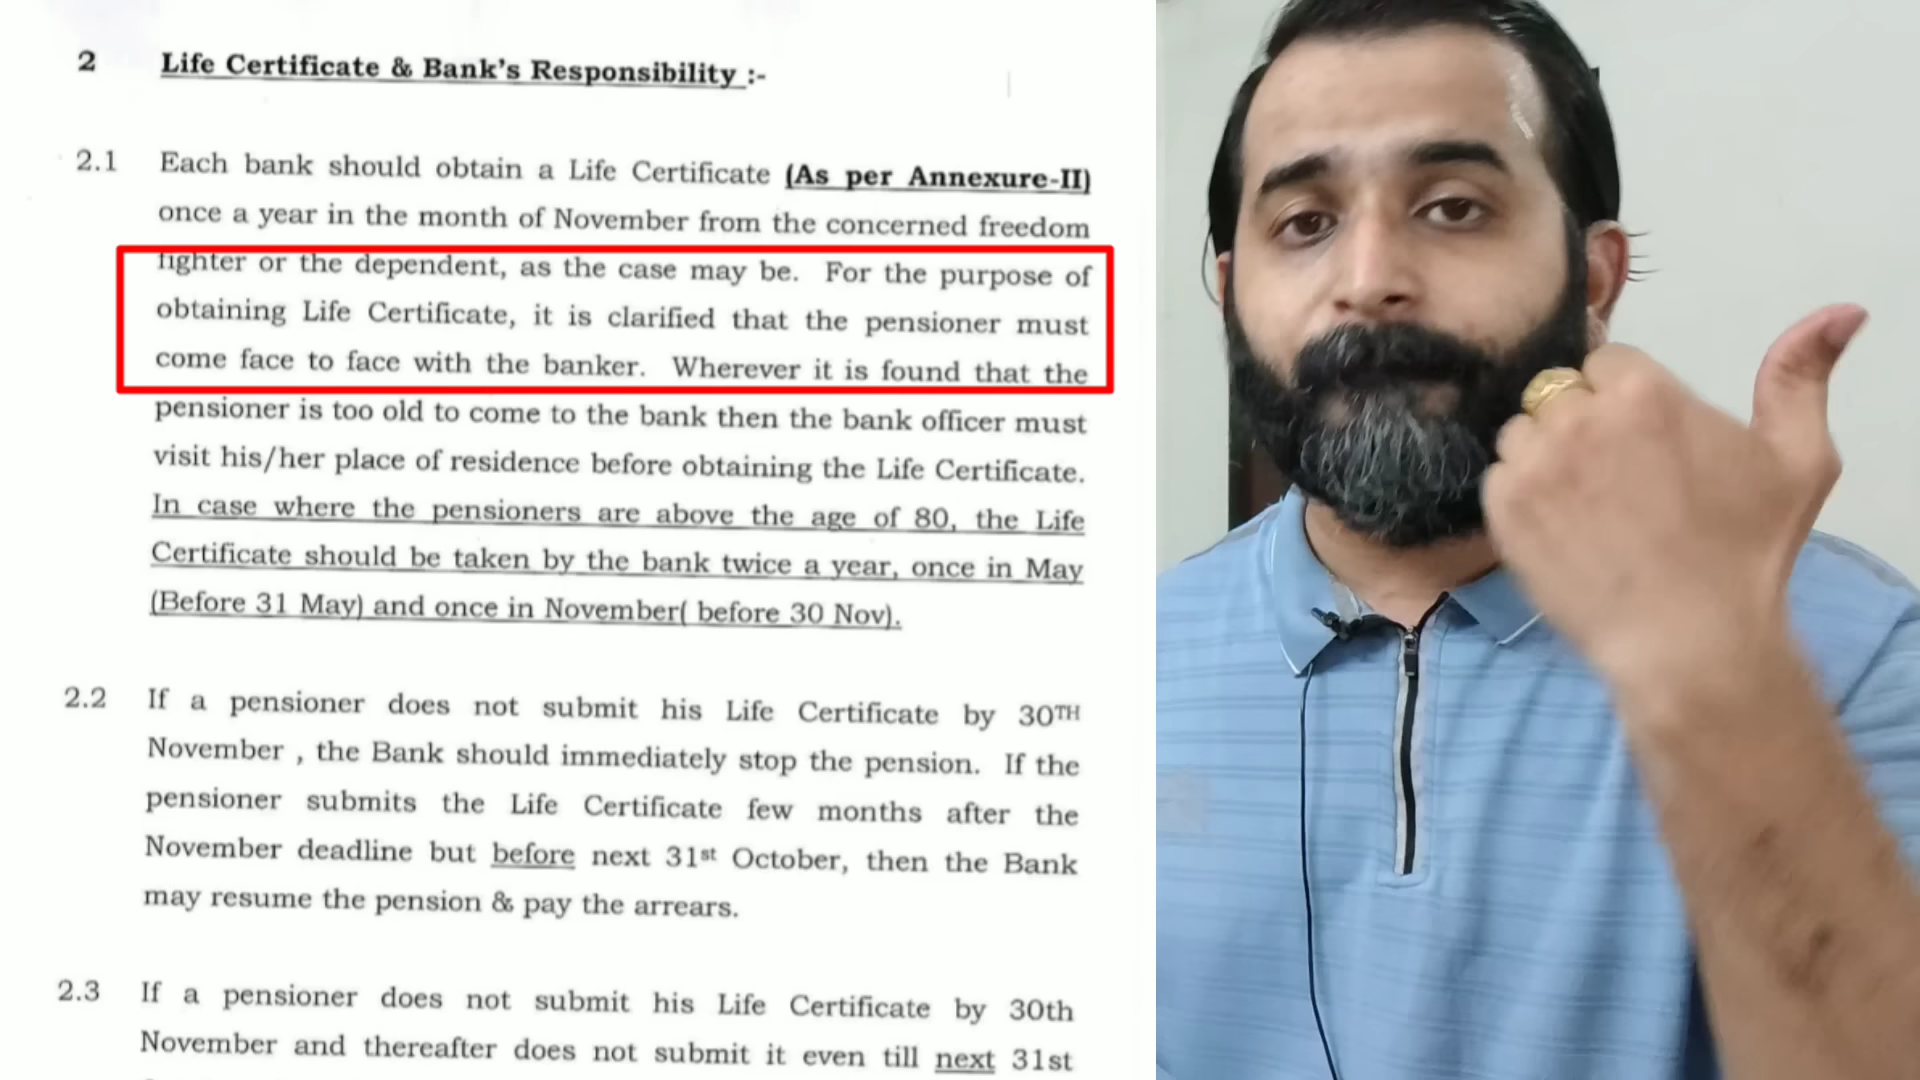 2 Life Certificate & Bank's Responsibility :-
2.1 Each bank should obtain a Life Certificate (As per Annexure-II)
once a year in the month of November from the concerned freedom
fighter or the dependent, as the case may be. For the purpose of
obtaining Life Certificate, it is clarified that the pensioner must
come face to face with the banker. Wherever it is found that the
pensioner is too old to come to the bank then the bank officer must
visit his/her place of residence before obtaining the Life Certificate.
In case where the pensioners are above the age of 80, the Life
Certificate should be taken by the bank twice a year, once in May
(Before 31 May) and once in November( before 30 Nov).
2.2 If a pensioner does not submit his Life Certificate by 30TH
November , the Bank should immediately stop the pension. If the
pensioner submits the Life Certificate few months after the
November deadline but before next 31st October, then the Bank
may resume the pension & pay the arrears.
2.3 If a pensioner does not submit his Life Certificate by 30th
November and thereafter does not submit it even till next 31st